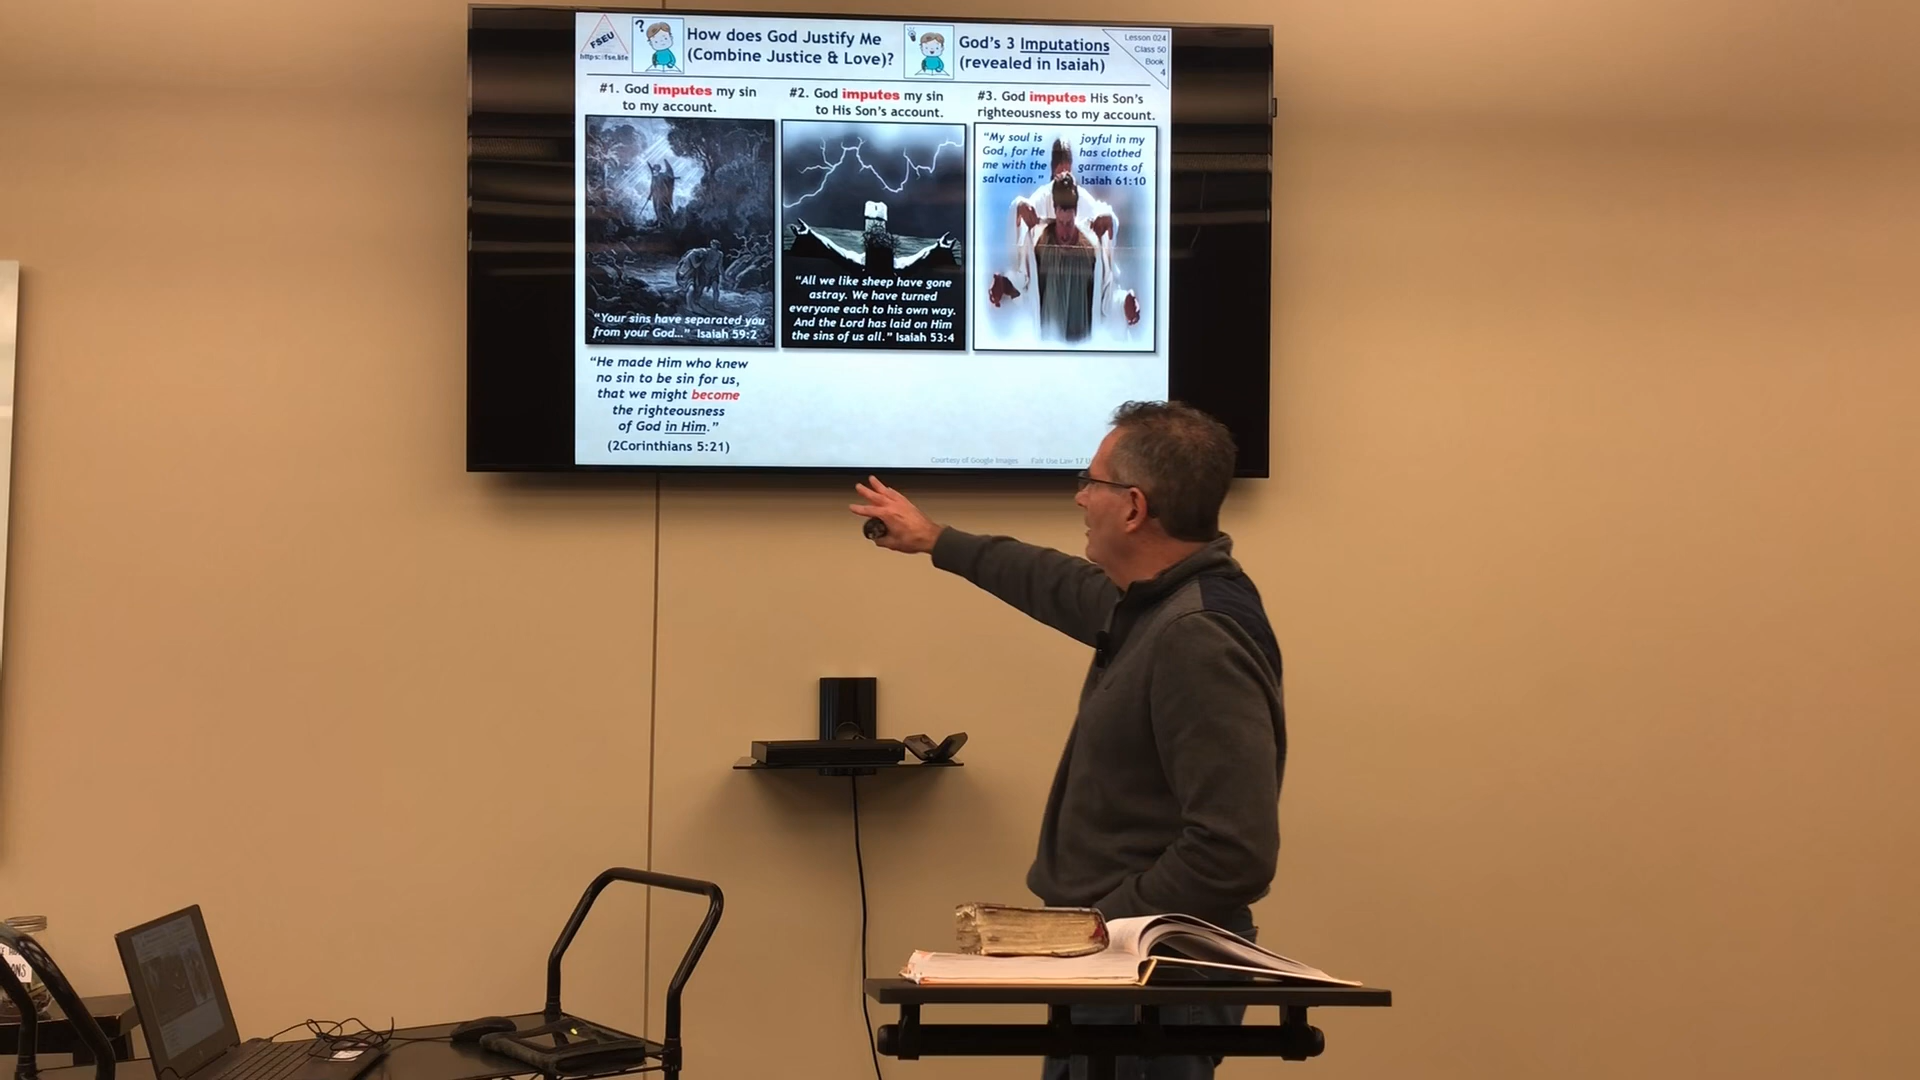 FSEU
https://fse.life
?
How does God Justify Me
(Combine Justice & Love)?
God's 3 Imputations
(revealed in Isaiah)
Lesson 024
Class 50
Book
4
#1. God imputes my sin
to my account.
#2. God imputes my sin
to His Son's account.
#3. God imputes His Son's
righteousness to my account.
"Your sins have separated you
from your God..." Isaiah 59:2
"All we like sheep have gone
astray. We have turned
everyone each to his own way.
And the Lord has laid on Him
the sins of us all." Isaiah 53:4
"My soul is joyful in my
God, for He has clothed
me with the garments of
salvation." Isaiah 61:10
"He made Him who knew
no sin to be sin for us,
that we might become
the righteousness
of God in Him."
(2Corinthians 5:21)
Courtesy of Google Images Fair Use Law 17 U